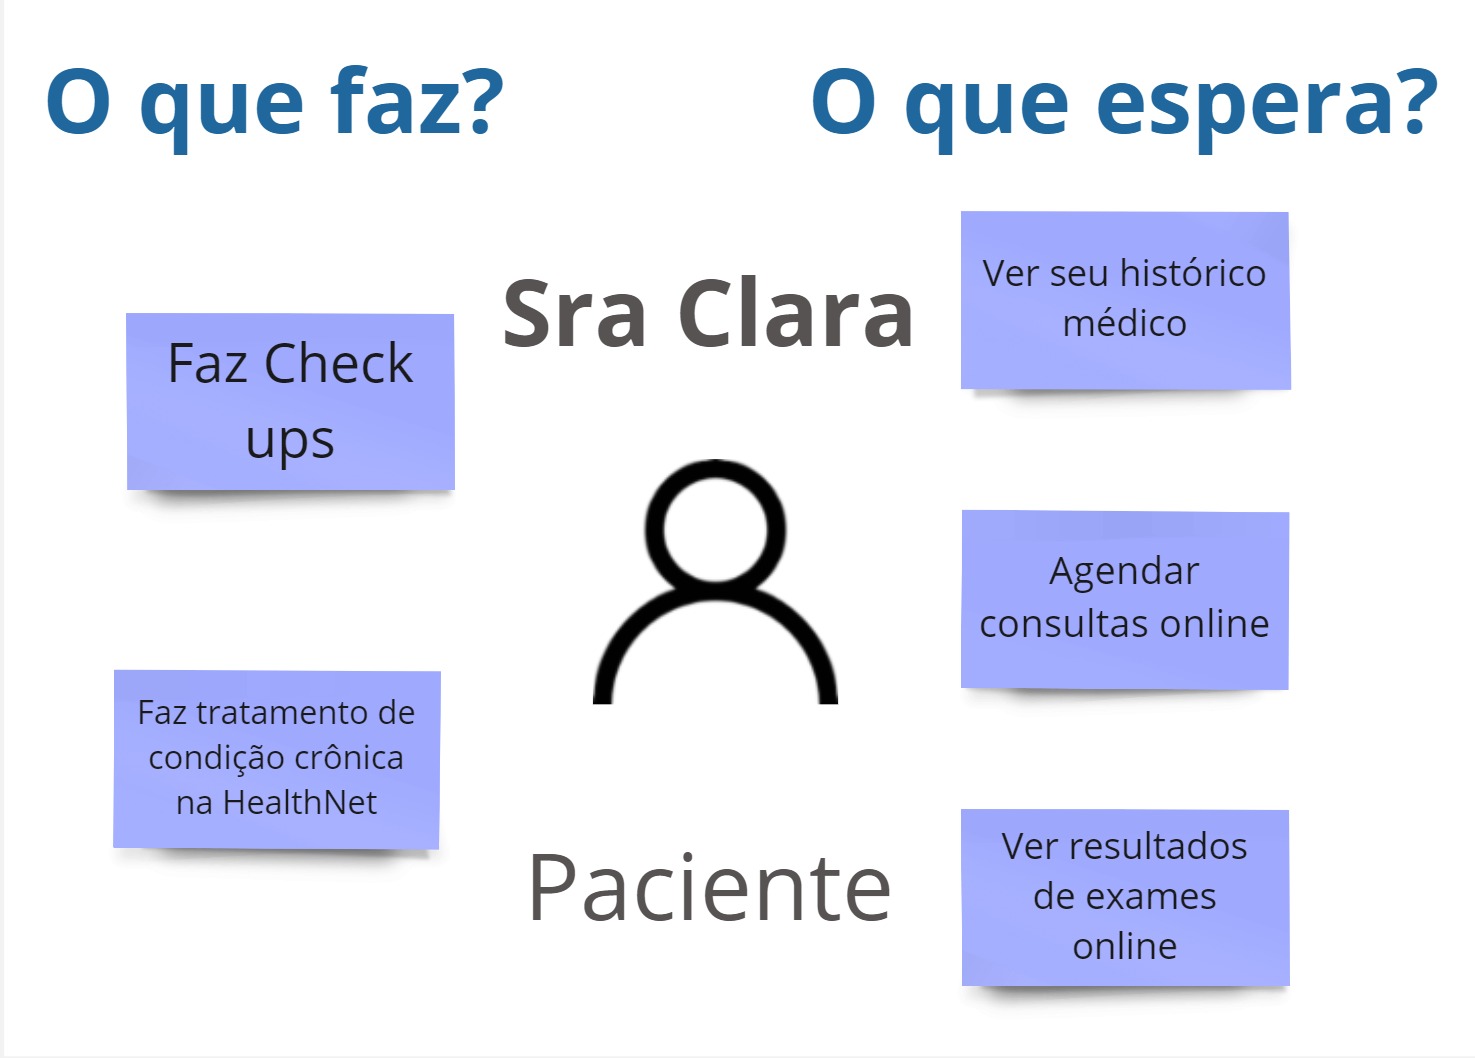 O que faz?
O que espera?
Sra Clara
Faz Check
ups
Faz tratamento de
condição crônica
na HealthNet
Paciente
Ver seu histórico
médico
Agendar
consultas online
Ver resultados
de exames
online